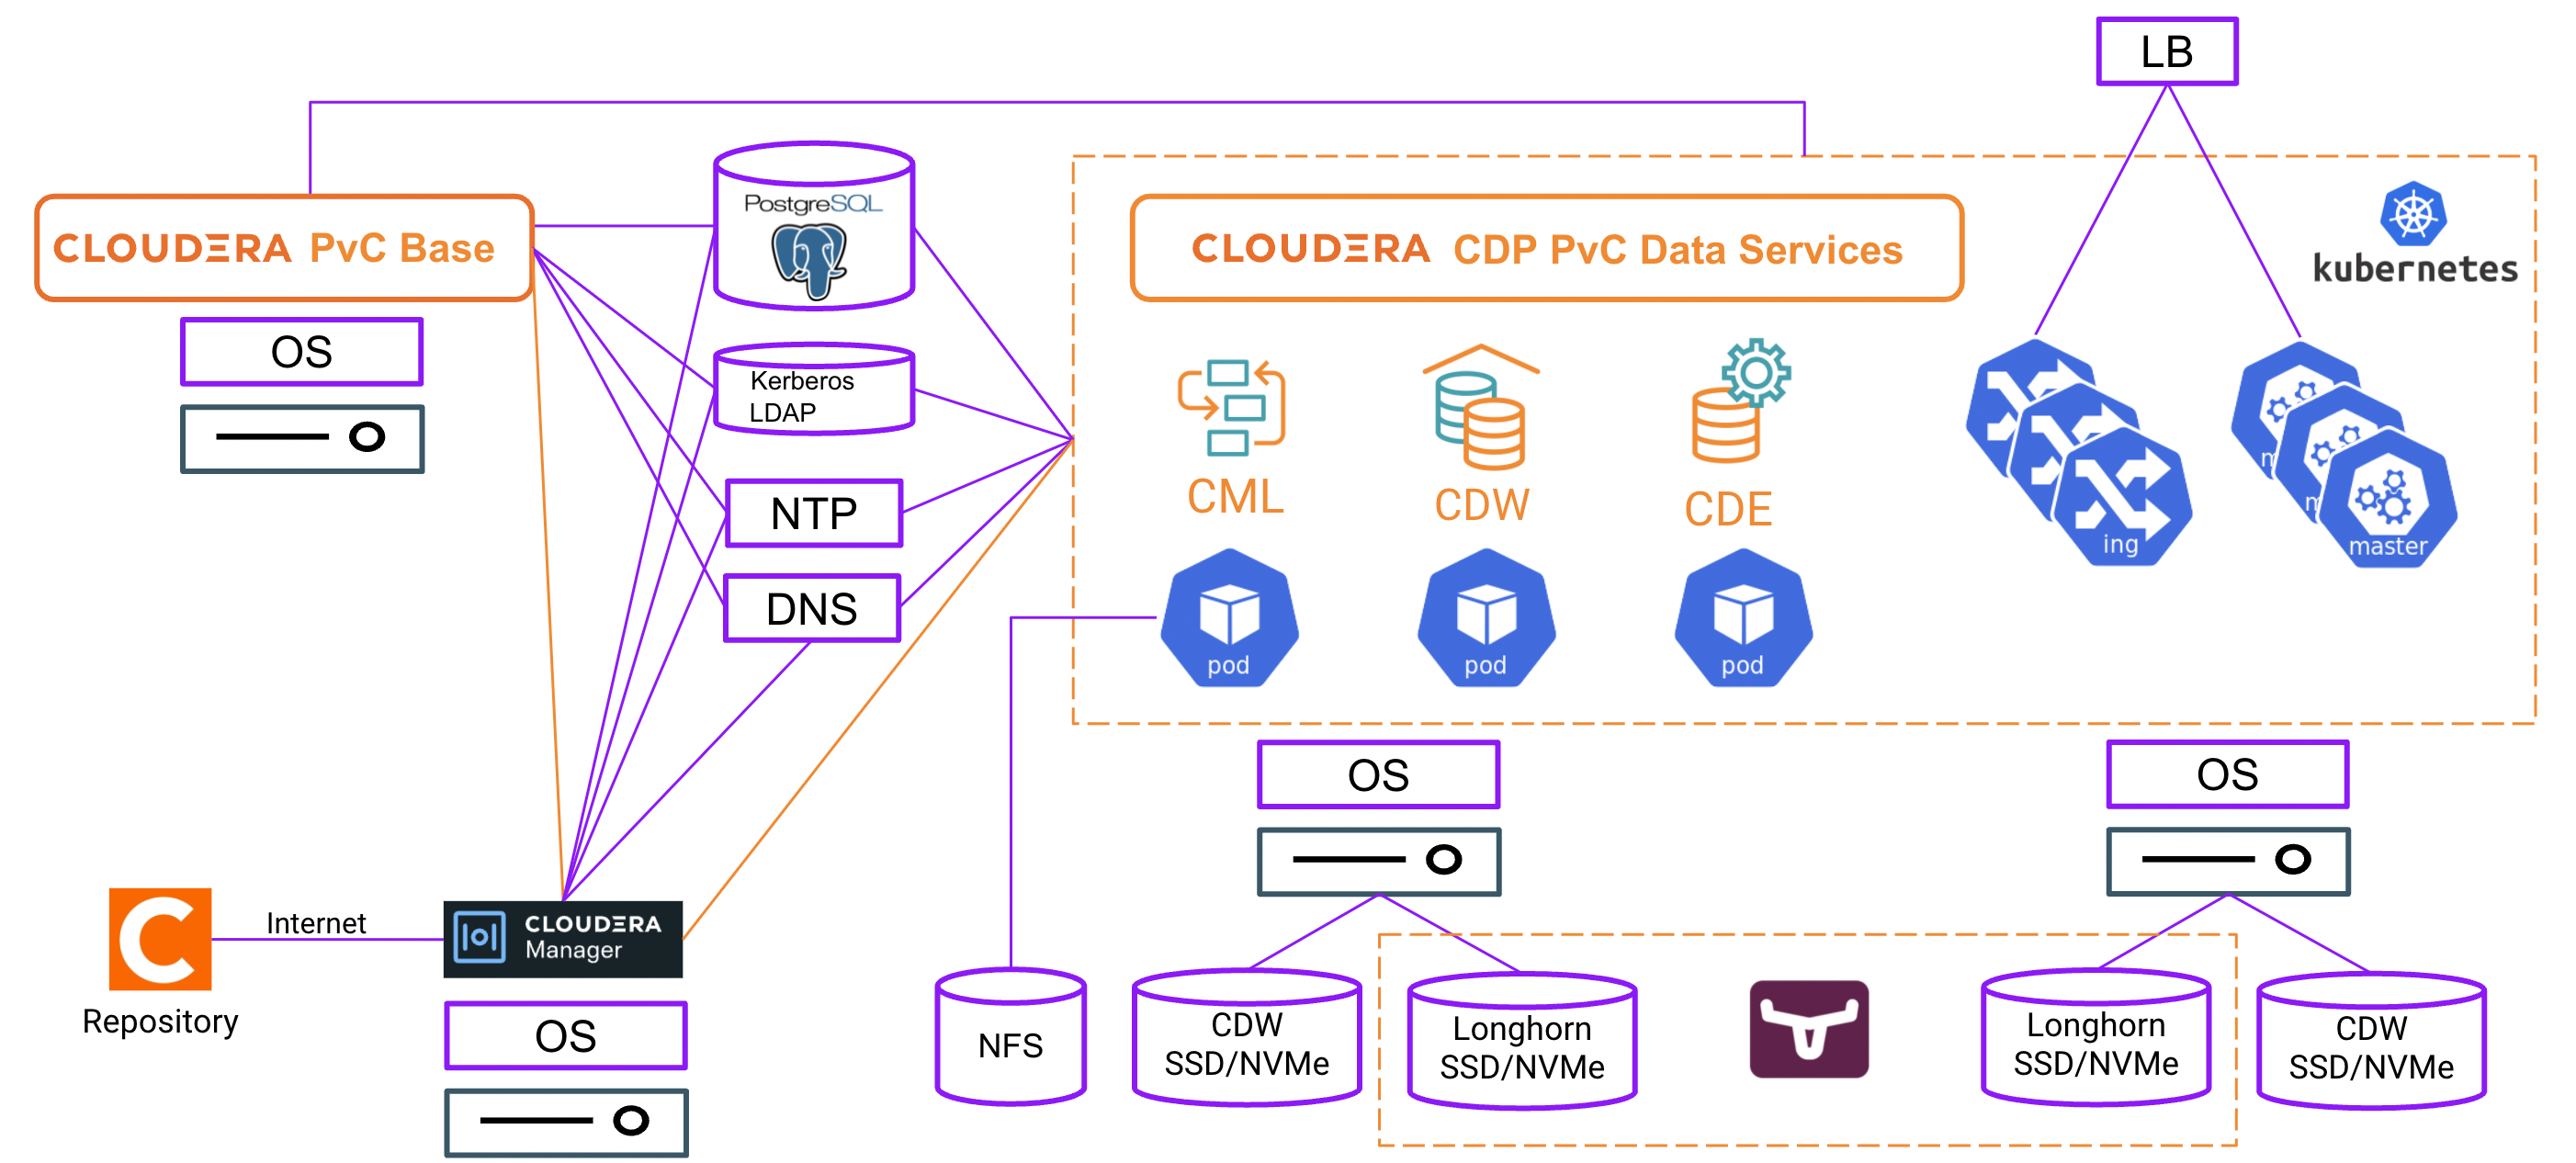 LB
PostgreSQL
CLOUDERA PvC Base
CLOUDERA CDP PvC Data Services
kubernetes
OS
Kerberos
LDAP
NTP
DNS
CML
CDW
CDE
pod
pod
pod
ing
m
m
master
OS
OS
Internet
CLOUDERA
Manager
Repository
OS
NFS
CDW
SSD/NVMe
Longhorn
SSD/NVMe
Longhorn
SSD/NVMe
CDW
SSD/NVMe